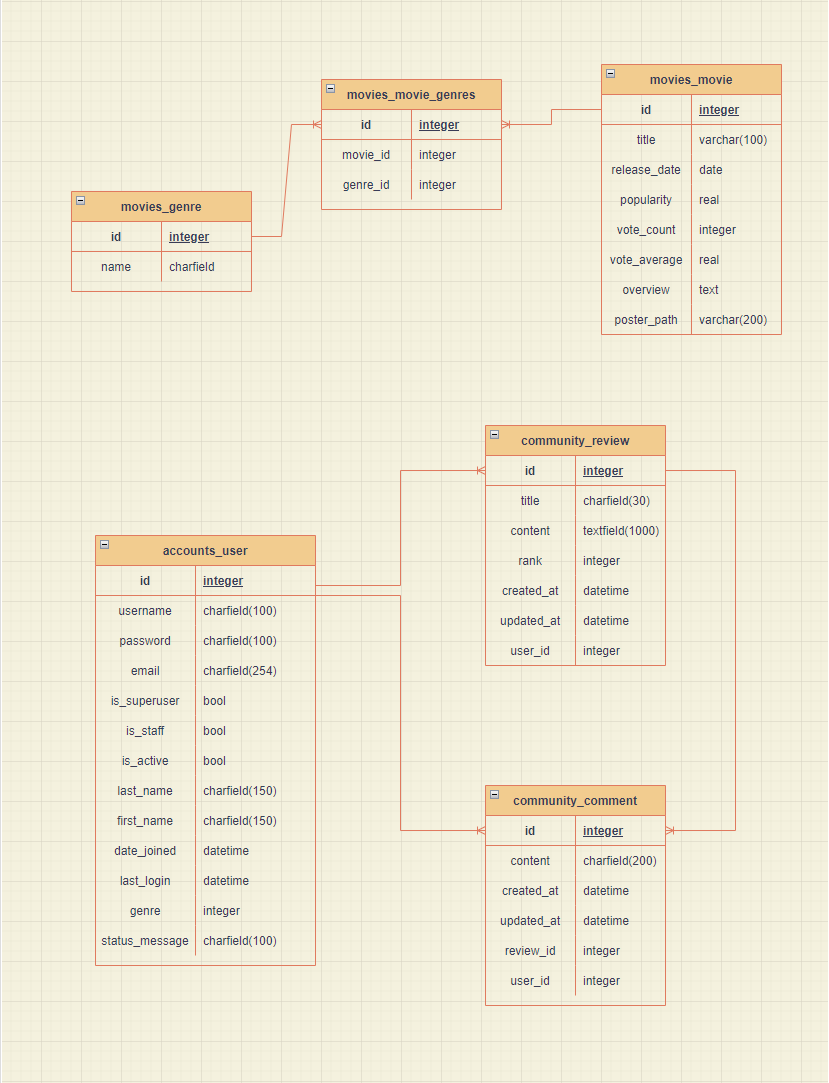 movies_movie
id integer
title varchar(100)
release_date date
popularity real
vote_count integer
vote_average real
overview text
poster_path varchar(200)
movies_movie_genres
id integer
movie_id integer
genre_id integer
movies_genre
id integer
name charfield
community_review
id integer
title charfield(30)
content textfield(1000)
rank integer
created_at datetime
updated_at datetime
user_id integer
accounts_user
id integer
username charfield(100)
password charfield(100)
email charfield(254)
is_superuser bool
is_staff bool
is_active bool
last_name charfield(150)
first_name charfield(150)
date_joined datetime
last_login datetime
genre integer
status_message charfield(100)
community_comment
id integer
content charfield(200)
created_at datetime
updated_at datetime
review_id integer
user_id integer